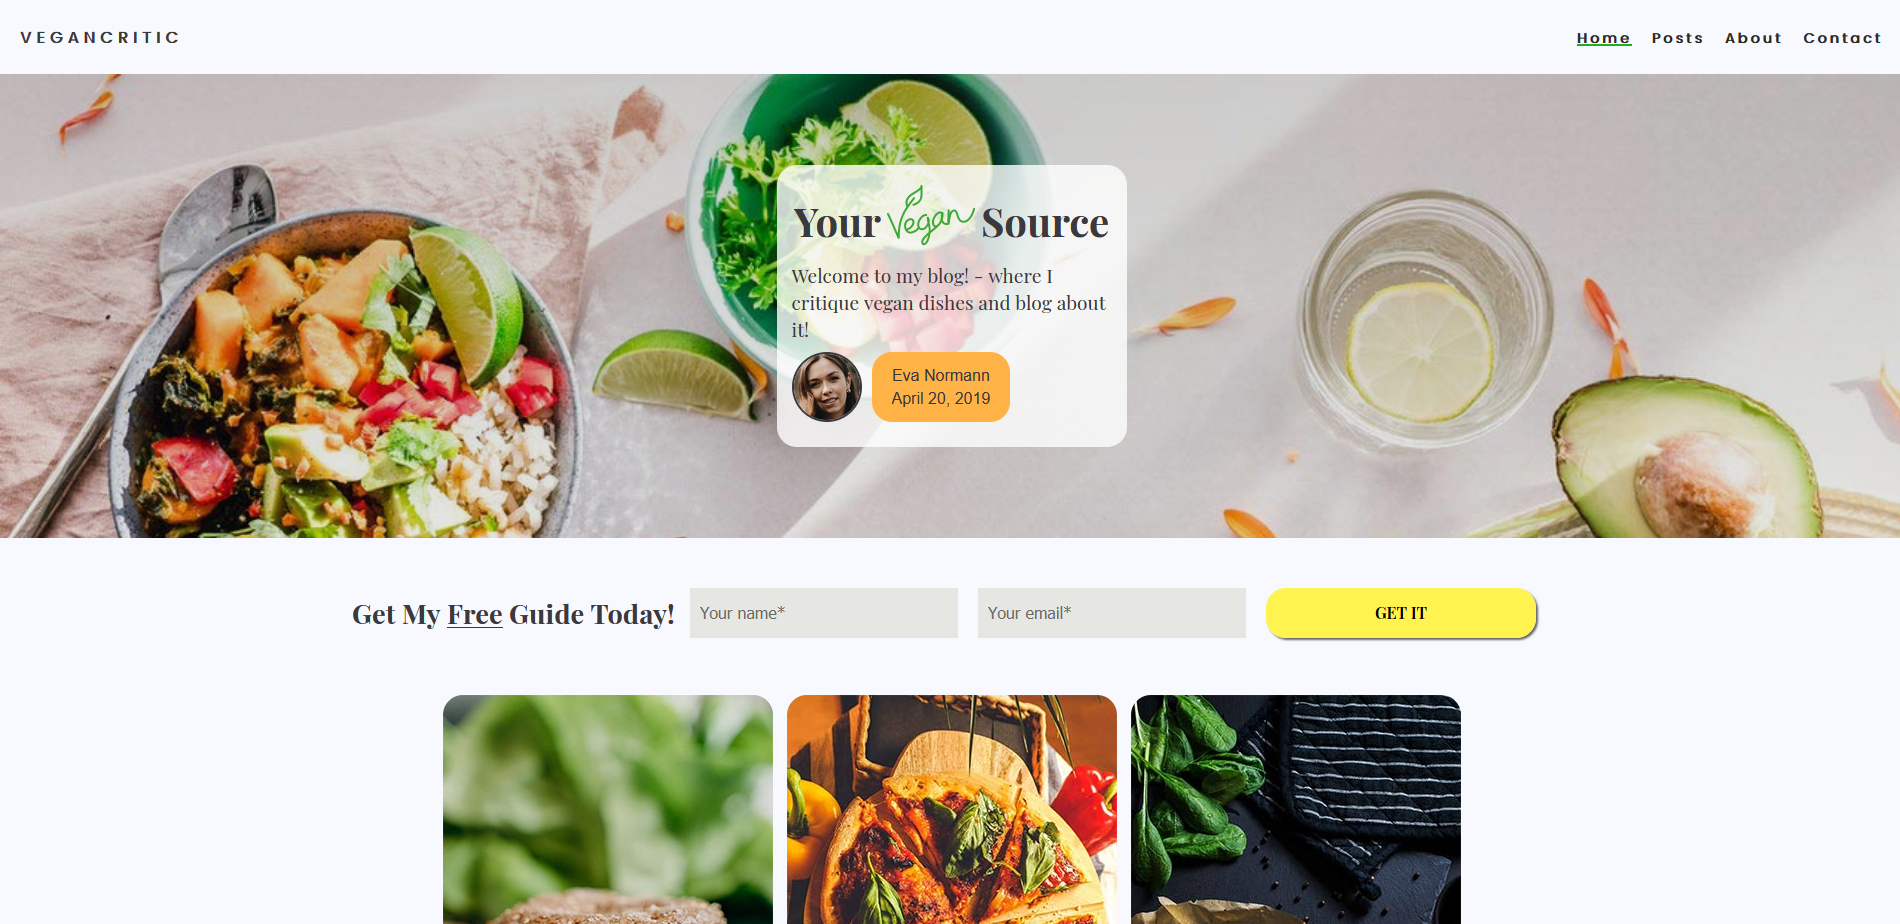 VEGANCRITIC
Home Posts About Contact
Your Vegan Source
Welcome to my blog! - where I
critique vegan dishes and blog about
it!
Eva Normann
April 20, 2019
Get My Free Guide Today!
Your name*
Your email*
GET IT